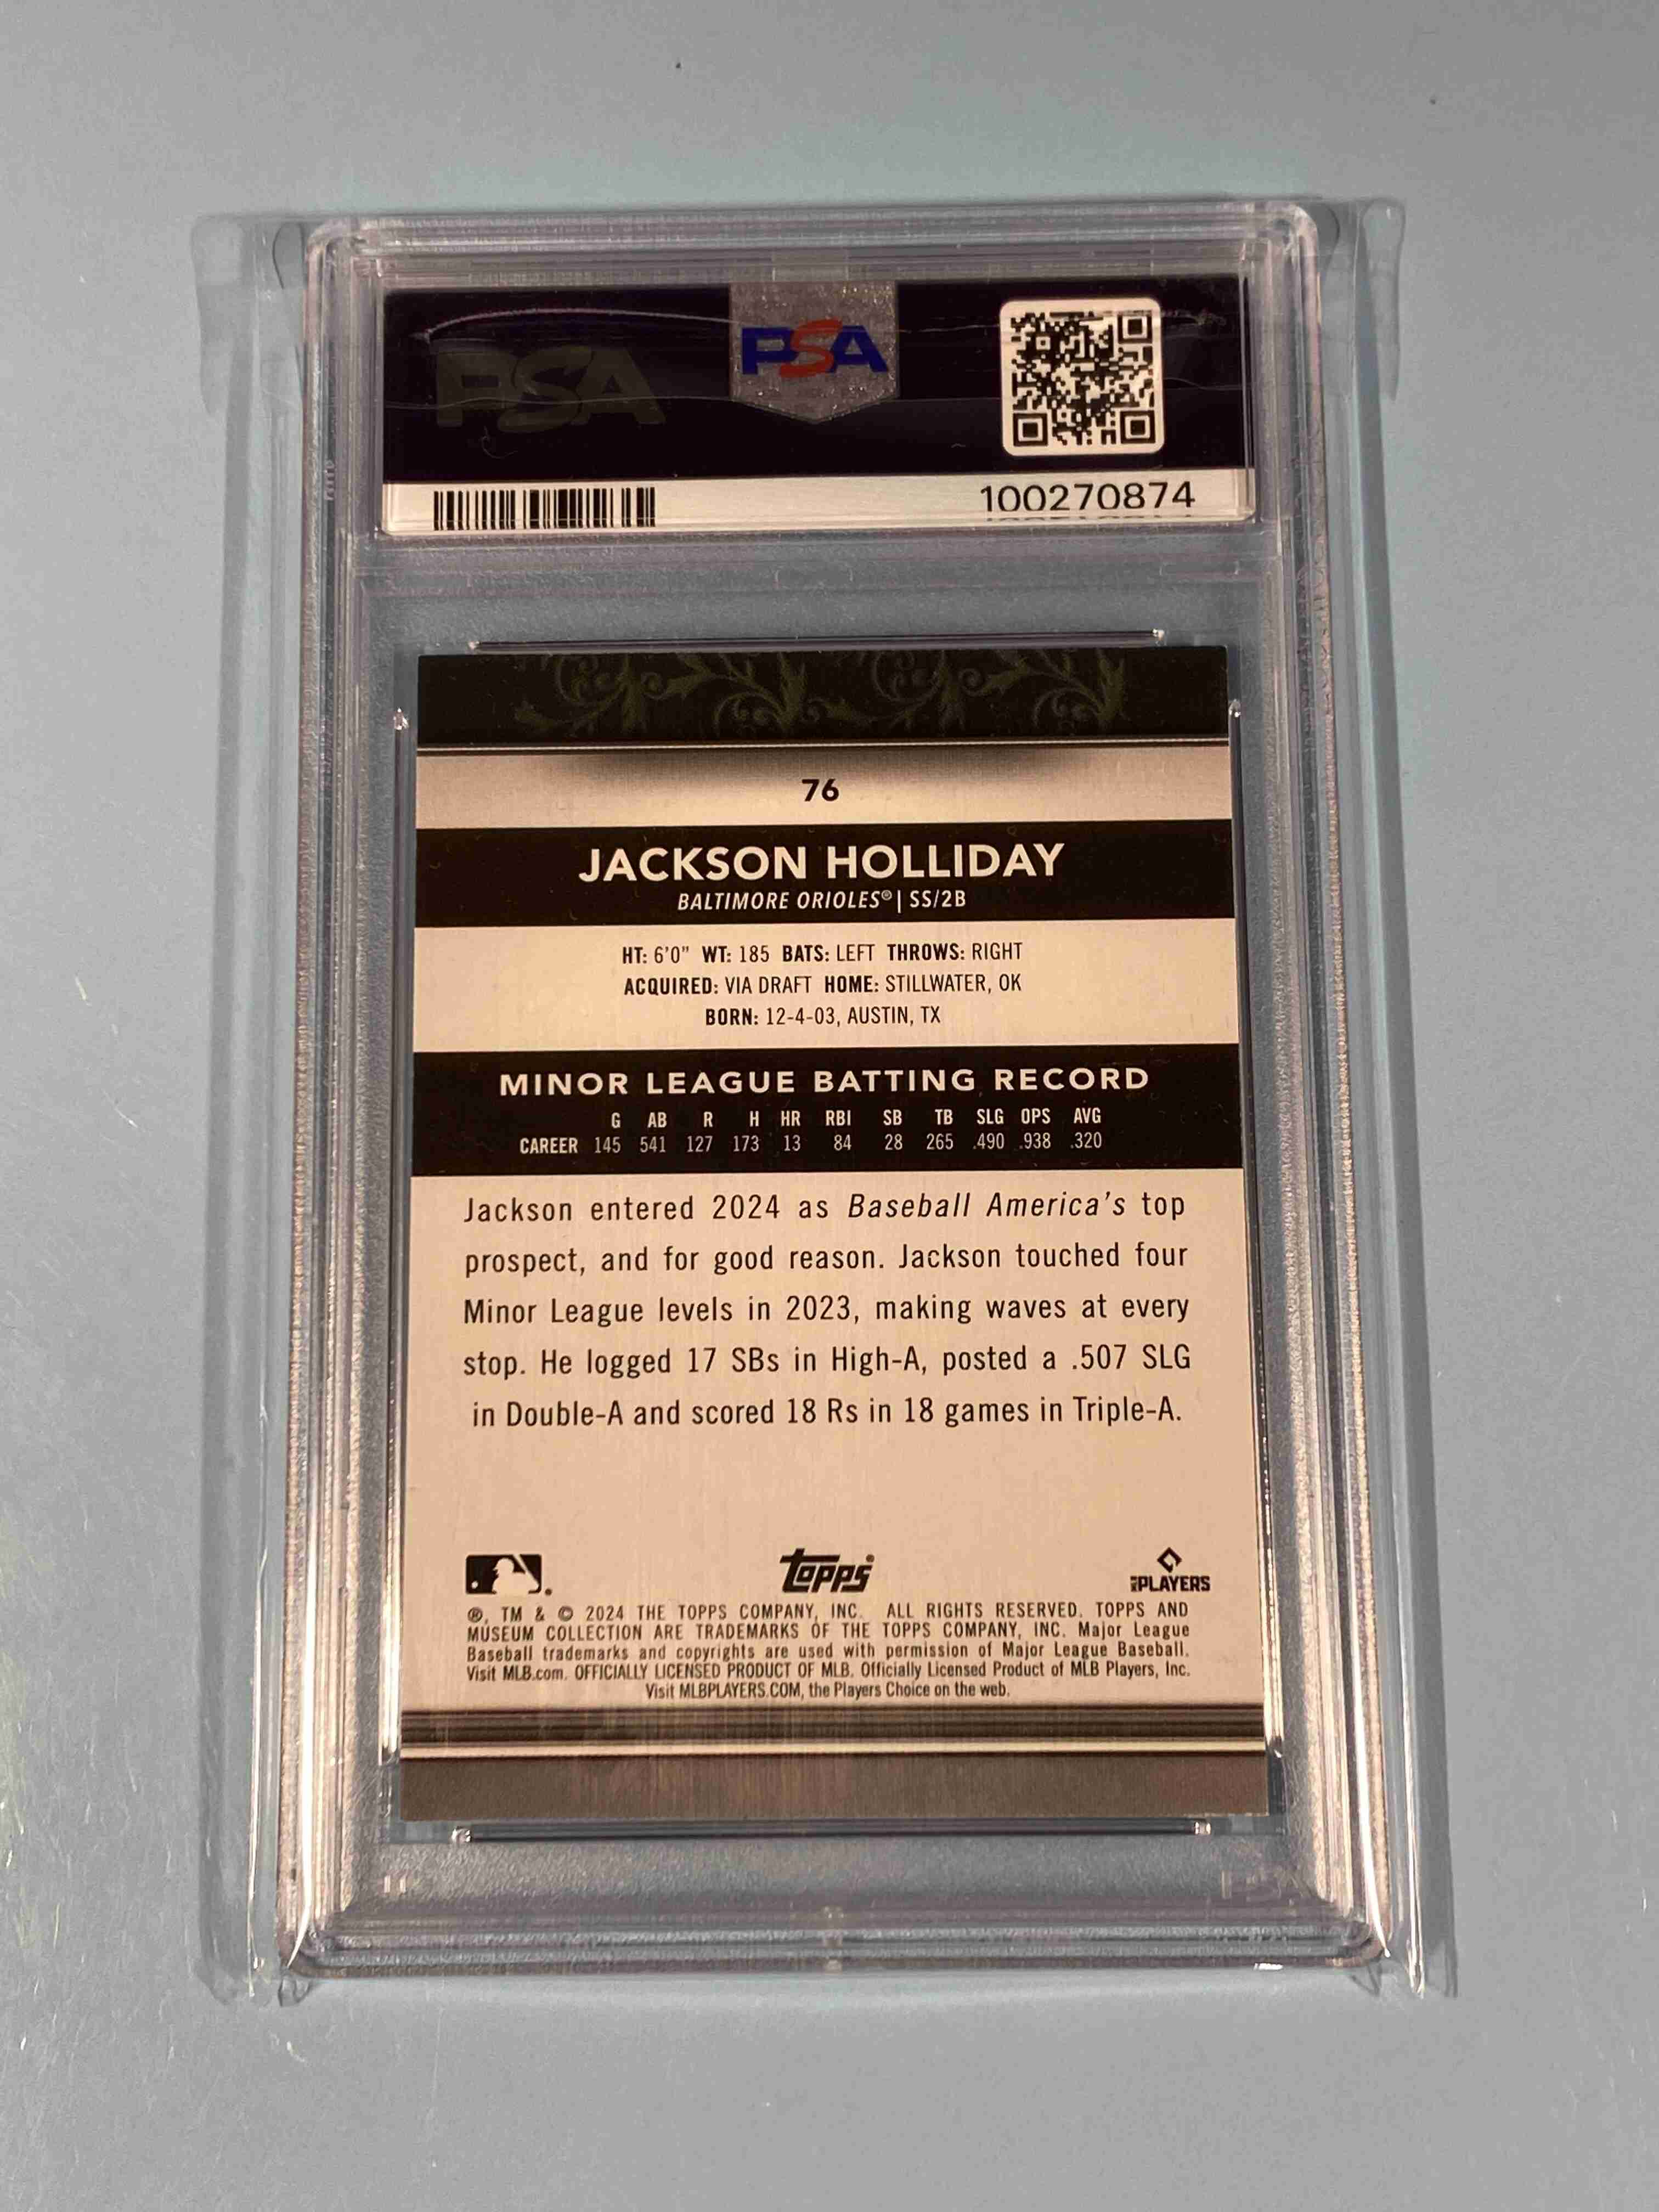 PSA
PSA
100270874
76
JACKSON HOLLIDAY
BALTIMORE ORIOLES® | SS/2B
HT: 6'0" WT: 185 BATS: LEFT THROWS: RIGHT
ACQUIRED: VIA DRAFT HOME: STILLWATER, OK
BORN: 12-4-03, AUSTIN, TX
MINOR LEAGUE BATTING RECORD
G AB R H HR RBI SB TB SLG OPS AVG
CAREER 145 541 127 173 13 84 28 265 .490 .938 .320
Jackson entered 2024 as Baseball America's top
prospect, and for good reason. Jackson touched four
Minor League levels in 2023, making waves at every
stop. He logged 17 SBs in High-A, posted a .507 SLG
in Double-A and scored 18 Rs in 18 games in Triple-A.
topps
PLAYERS
®, TM & © 2024 THE TOPPS COMPANY, INC. ALL RIGHTS RESERVED. TOPPS AND
MUSEUM COLLECTION ARE TRADEMARKS OF THE TOPPS COMPANY, INC. Major League
Baseball trademarks and copyrights are used with permission of Major League Baseball.
Visit MLB.com. OFFICIALLY LICENSED PRODUCT OF MLB. Officially Licensed Product of MLB Players, Inc.
Visit MLBPLAYERS.COM, the Players Choice on the web.